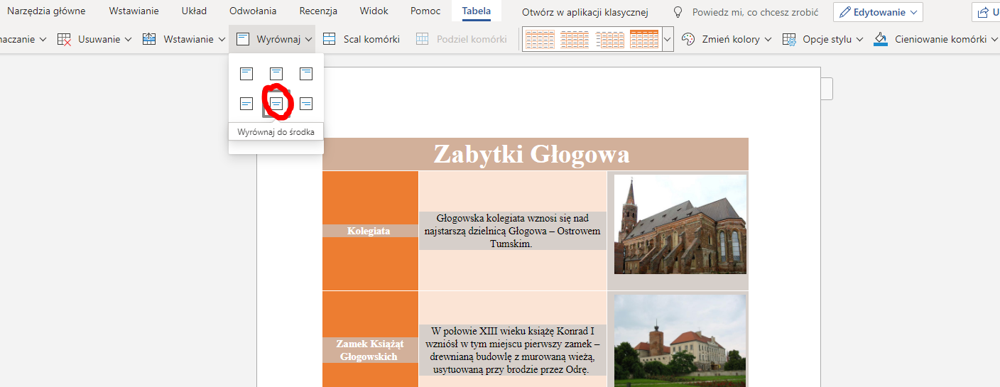 Narzędzia główne Wstawianie Układ Odwołania Recenzja Widok Pomoc Tabela Otwórz w aplikacji klasycznej Powiedz mi, co chcesz zrobić Edytowanie U
naczanie Usuwanie Wstawianie Wyrównaj Scal komórki Podziel komórki Zmień kolory Opcje stylu Cieniowanie komórki
Wyrównaj do środka
Zabytki Głogowa
Kolegiata
Głogowska kolegiata wznosi się nad
najstarszą dzielnicą Głogowa – Ostrowem
Tumskim.
Zamek Książąt
Głogowskich
W połowie XIII wieku książę Konrad I
wzniósł w tym miejscu pierwszy zamek –
drewnianą budowlę z murowaną wieżą,
usytuowaną przy brodzie przez Odrę.